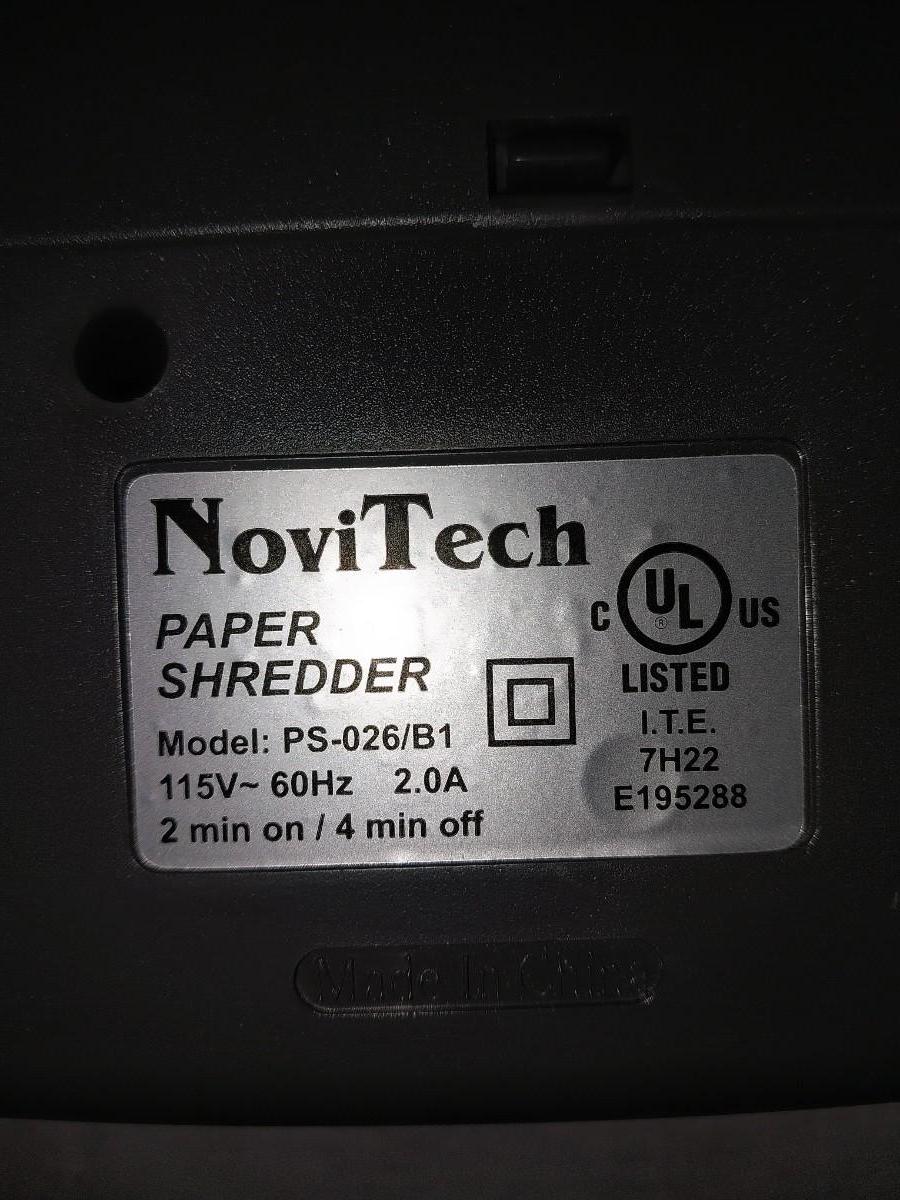 NoviTech
PAPER
SHREDDER
Model: PS-026/B1
115V~ 60Hz 2.0A
2 min on / 4 min off
C UL US
®
LISTED
I.T.E.
7H22
E195288
Made In China